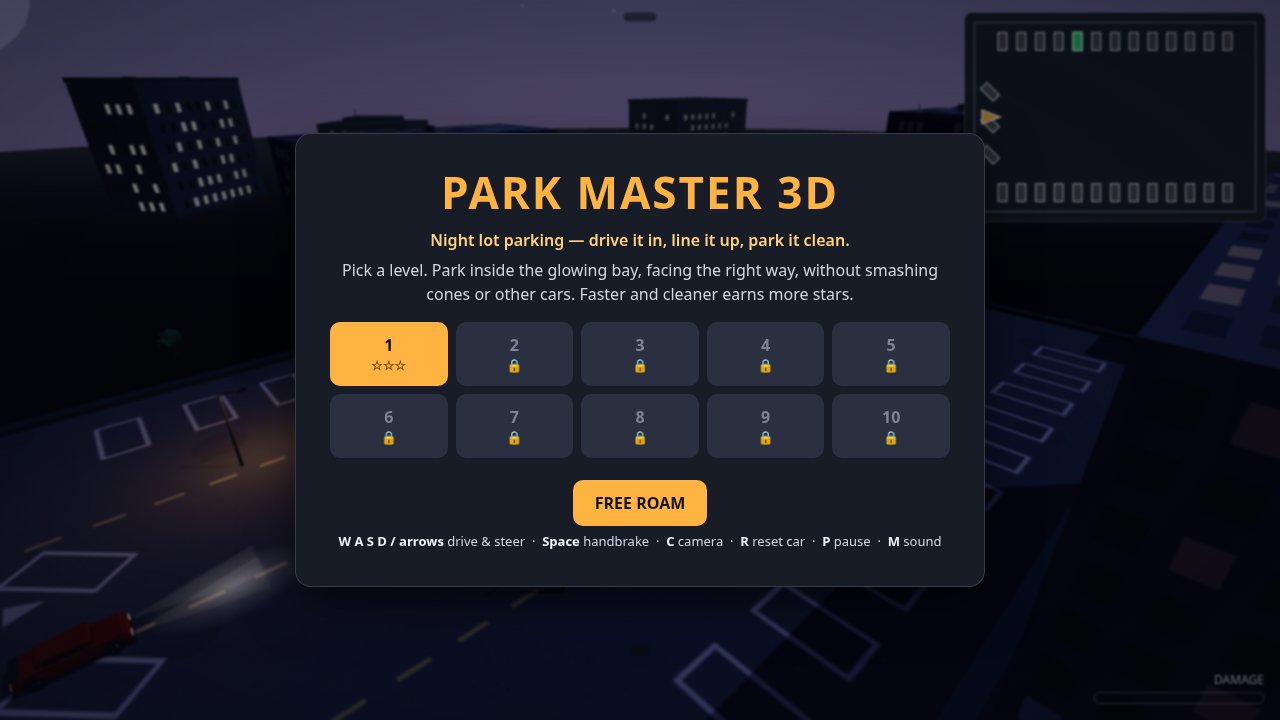 PARK MASTER 3D
Night lot parking — drive it in, line it up, park it clean.
Pick a level. Park inside the glowing bay, facing the right way, without smashing
cones or other cars. Faster and cleaner earns more stars.
1 2 3 4 5
☆☆☆ 🔒 🔒 🔒 🔒
6 7 8 9 10
🔒 🔒 🔒 🔒 🔒
FREE ROAM
W A S D / arrows drive & steer · Space handbrake · C camera · R reset car · P pause · M sound
DAMAGE